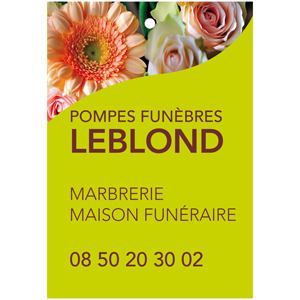 POMPES FUNÈBRES
LEBLOND
MARBRERIE
MAISON FUNÉRAIRE
08 50 20 30 02